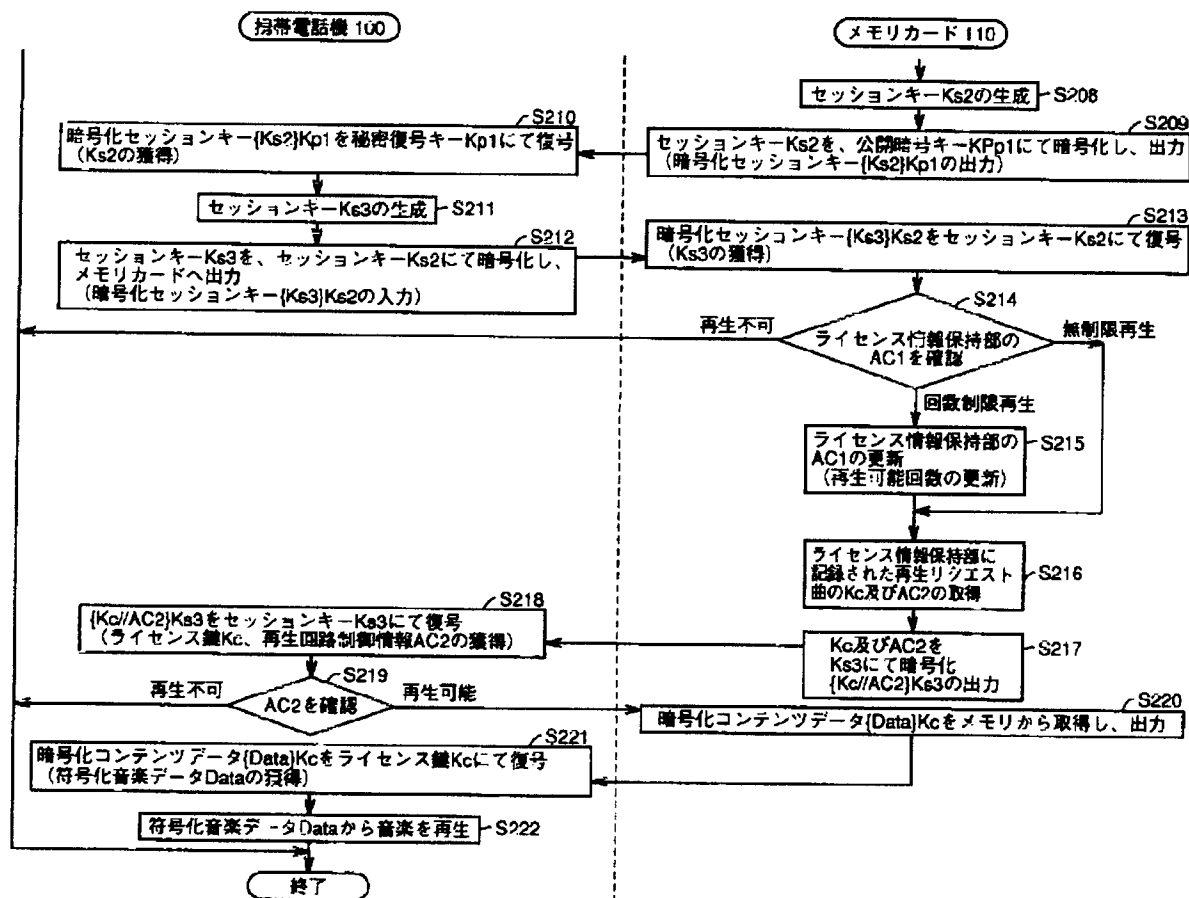 携帯電話機 100
メモリカード 110
セッションキーKs2の生成
S208
S209
セッションキーKs2を、公開暗号キーKPp1にて暗号化し、出力
(暗号化セッションキー{Ks2}Kp1の出力)
S210
暗号化セッションキー{Ks2}Kp1を秘密復号キーKp1にて復号
(Ks2の獲得)
セッションキーKs3の生成
S211
S212
セッションキーKs3を、セッションキーKs2にて暗号化し、
メモリカードへ出力
(暗号化セッションキー{Ks3}Ks2の入力)
S213
暗号化セッションキー{Ks3}Ks2をセッションキーKs2にて復号
(Ks3の獲得)
S214
ライセンス情報保持部の
AC1を確認
再生不可
無制限再生
回数制限再生
ライセンス情報保持部の
AC1の更新
(再生可能回数の更新)
S215
ライセンス情報保持部に
記録された再生リクエスト
曲のKc及びAC2の取得
S216
Kc及びAC2を
Ks3にて暗号化
{Kc//AC2}Ks3の出力
S217
S218
{Kc//AC2}Ks3をセッションキーKs3にて復号
(ライセンス鍵Kc、再生回路制御情報AC2の獲得)
S219
AC2を確認
再生不可
再生可能
S220
暗号化コンテンツデータ{Data}Kcをメモリから取得し、出力
S221
暗号化コンテンツデータ{Data}Kcをライセンス鍵Kcにて復号
(符号化音楽データDataの獲得)
符号化音楽データDataから音楽を再生
S222
終了